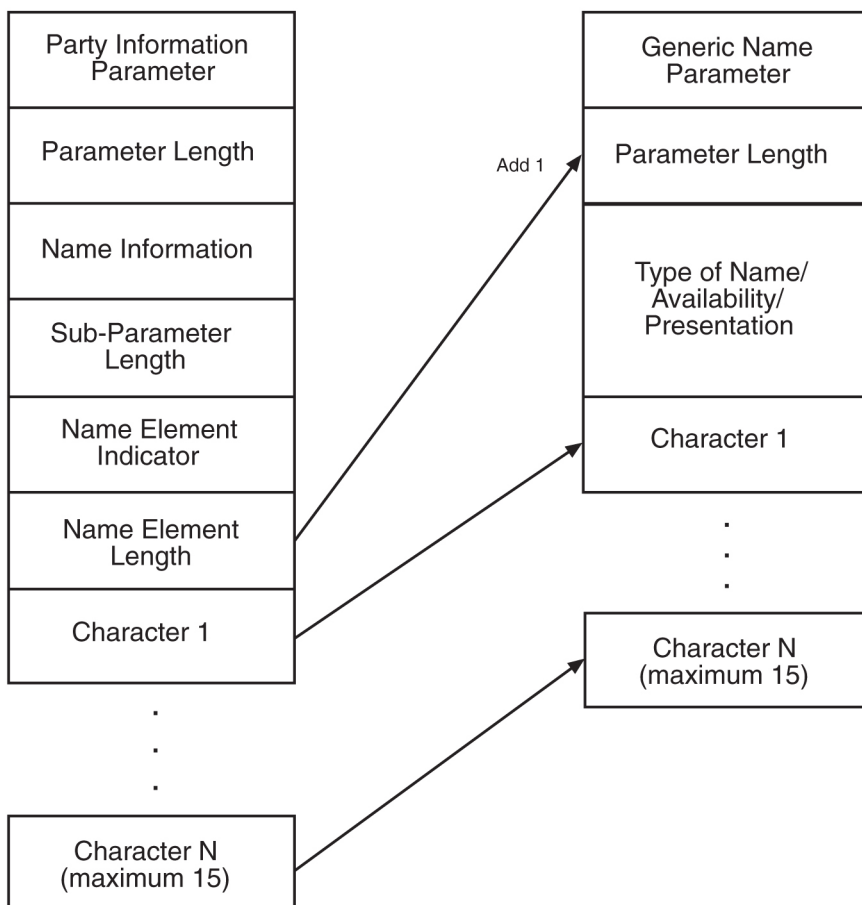 Party Information
Parameter
Parameter Length
Name Information
Sub-Parameter
Length
Name Element
Indicator
Name Element
Length
Character 1
Character N
(maximum 15)
Add 1
Generic Name
Parameter
Parameter Length
Type of Name/
Availability/
Presentation
Character 1
Character N
(maximum 15)